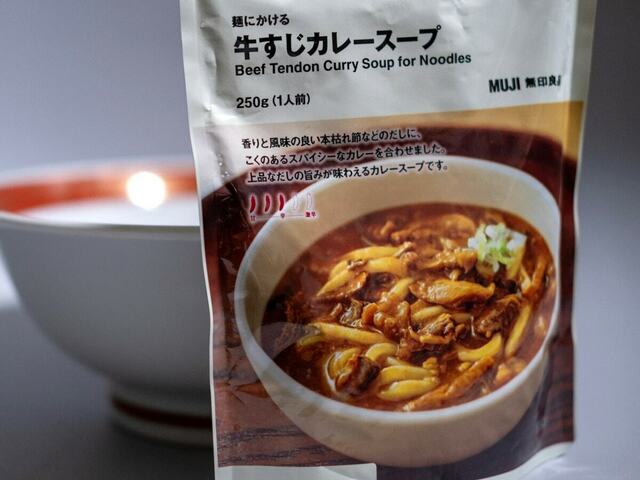 麺にかける
牛すじカレースープ
Beef Tendon Curry Soup for Noodles
MUJI 無印良品
250g(1人前)
香りと風味の良い本枯れ節などのだしに、
こくのあるスパイシーなカレーを合わせました。
上品なだしの旨みが味わえるカレースープです。
甘 辛 激辛